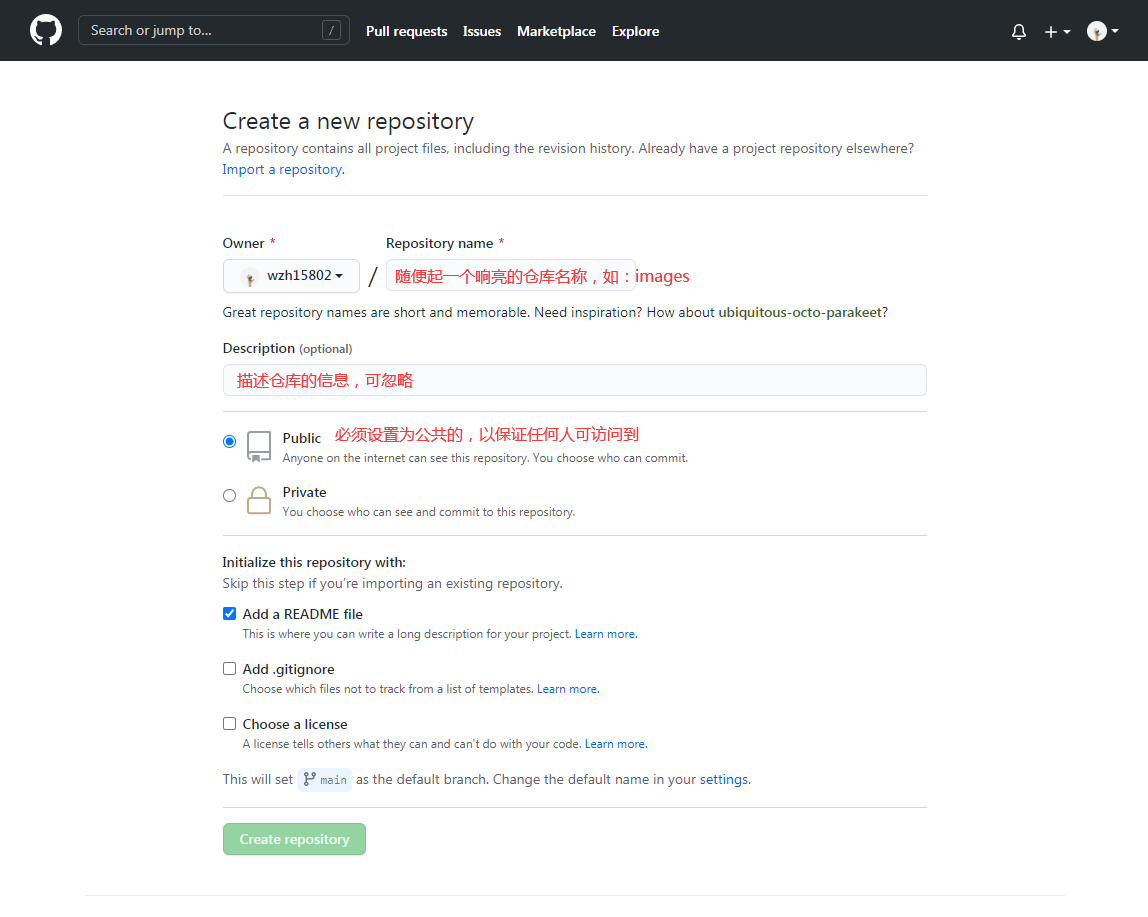 Search or jump to... /
Pull requests Issues Marketplace Explore
Create a new repository
A repository contains all project files, including the revision history. Already have a project repository elsewhere?
Import a repository.
Owner * Repository name *
wzh15802 / 随便起一个响亮的仓库名称，如：images
Great repository names are short and memorable. Need inspiration? How about ubiquitous-octo-parakeet?
Description (optional)
描述仓库的信息，可忽略
Public 必须设置为公共的，以保证任何人可访问到
Anyone on the internet can see this repository. You choose who can commit.
Private
You choose who can see and commit to this repository.
Initialize this repository with:
Skip this step if you’re importing an existing repository.
Add a README file
This is where you can write a long description for your project. Learn more.
Add .gitignore
Choose which files not to track from a list of templates. Learn more.
Choose a license
A license tells others what they can and can't do with your code. Learn more.
This will set main as the default branch. Change the default name in your settings.
Create repository